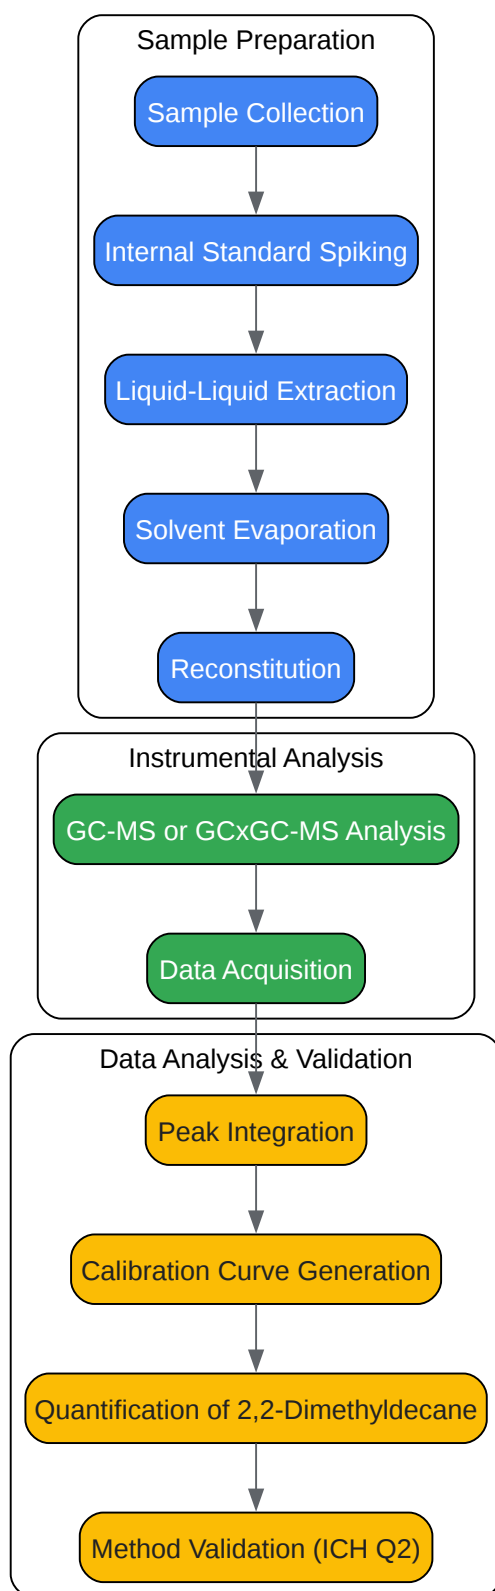 Sample Preparation
Sample Collection
Internal Standard Spiking
Liquid-Liquid Extraction
Solvent Evaporation
Reconstitution
Instrumental Analysis
GC-MS or GCxGC-MS Analysis
Data Acquisition
Data Analysis & Validation
Peak Integration
Calibration Curve Generation
Quantification of 2,2-Dimethyldecane
Method Validation (ICH Q2)